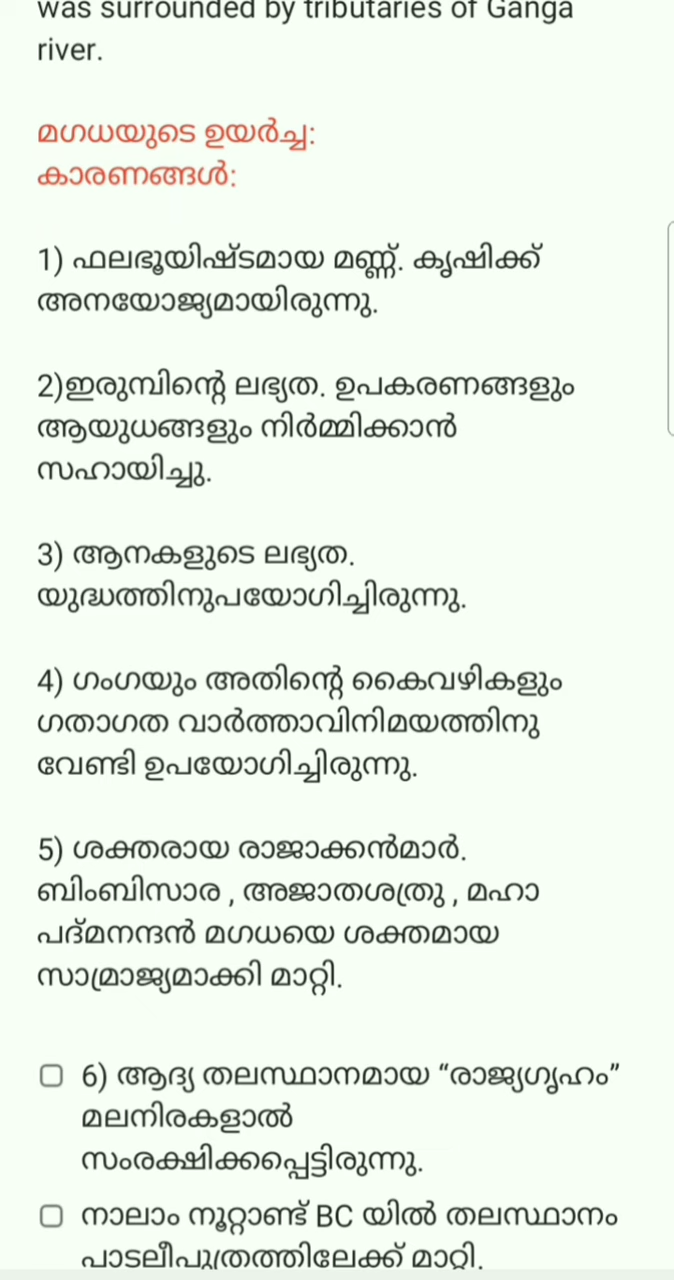 was surrounded by tributaries of Ganga
river.
മഗധയുടെ ഉയർച്ച:
കാരണങ്ങൾ:
1) ഫലഭൂയിഷ്ടമായ മണ്ണ്. കൃഷിക്ക്
അനയോജ്യമായിരുന്നു.
2)ഇരുമ്പിന്റെ ലഭ്യത. ഉപകരണങ്ങളും
ആയുധങ്ങളും നിർമ്മിക്കാൻ
സഹായിച്ചു.
3) ആനകളുടെ ലഭ്യത.
യുദ്ധത്തിനുപയോഗിച്ചിരുന്നു.
4) ഗംഗയും അതിന്റെ കൈവഴികളും
ഗതാഗത വാർത്താവിനിമയത്തിനു
വേണ്ടി ഉപയോഗിച്ചിരുന്നു.
5) ശക്തരായ രാജാക്കൻമാർ.
ബിംബിസാര , അജാതശത്രു , മഹാ
പദ്മനന്ദൻ മഗധയെ ശക്തമായ
സാമ്രാജ്യമാക്കി മാറ്റി.
6) ആദ്യ തലസ്ഥാനമായ “രാജ്യഗൃഹം”
മലനിരകളാൽ
സംരക്ഷിക്കപ്പെട്ടിരുന്നു.
നാലാം നൂറ്റാണ്ട് BC യിൽ തലസ്ഥാനം
പാടലീപുത്രത്തിലേക്ക് മാറ്റി.